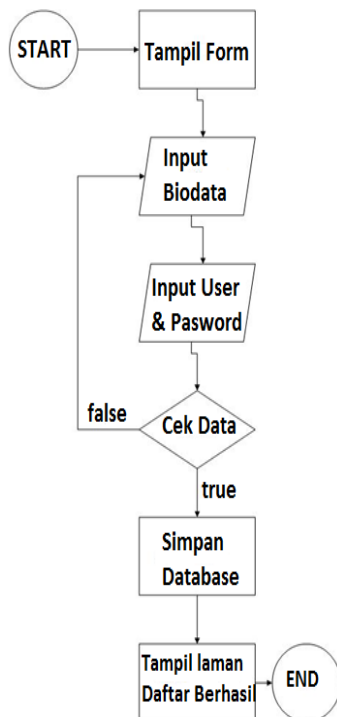 START
Tampil Form
Input
Biodata
Input User
& Pasword
false
Cek Data
true
Simpan
Database
Tampil laman
Daftar Berhasil
END